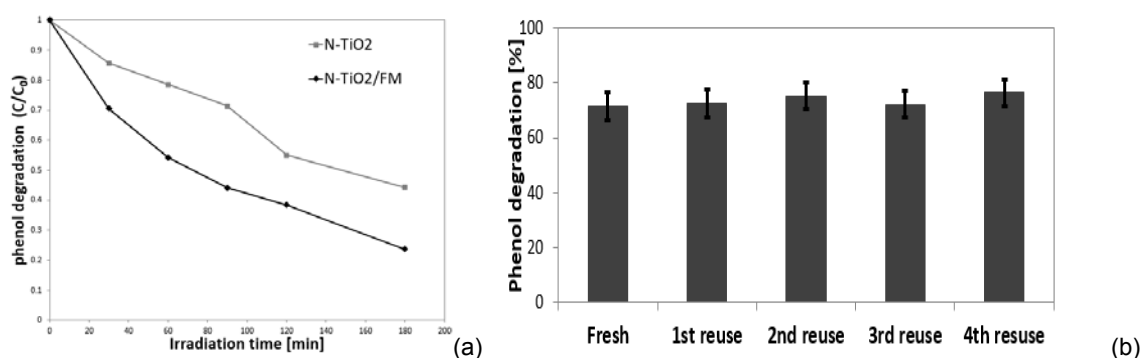 1
0.9
0.8
0.7
0.6
0.5
0.4
0.3
0.2
0.1
0
phenol degradation (C/C0)
N-TiO2
N-TiO2/FM
0 20 40 60 80 100 120 140 160 180 200
Irradiation time [min]
(a)
100
80
60
40
20
0
Phenol degradation [%]
Fresh 1st reuse 2nd reuse 3rd reuse 4th resuse
(b)